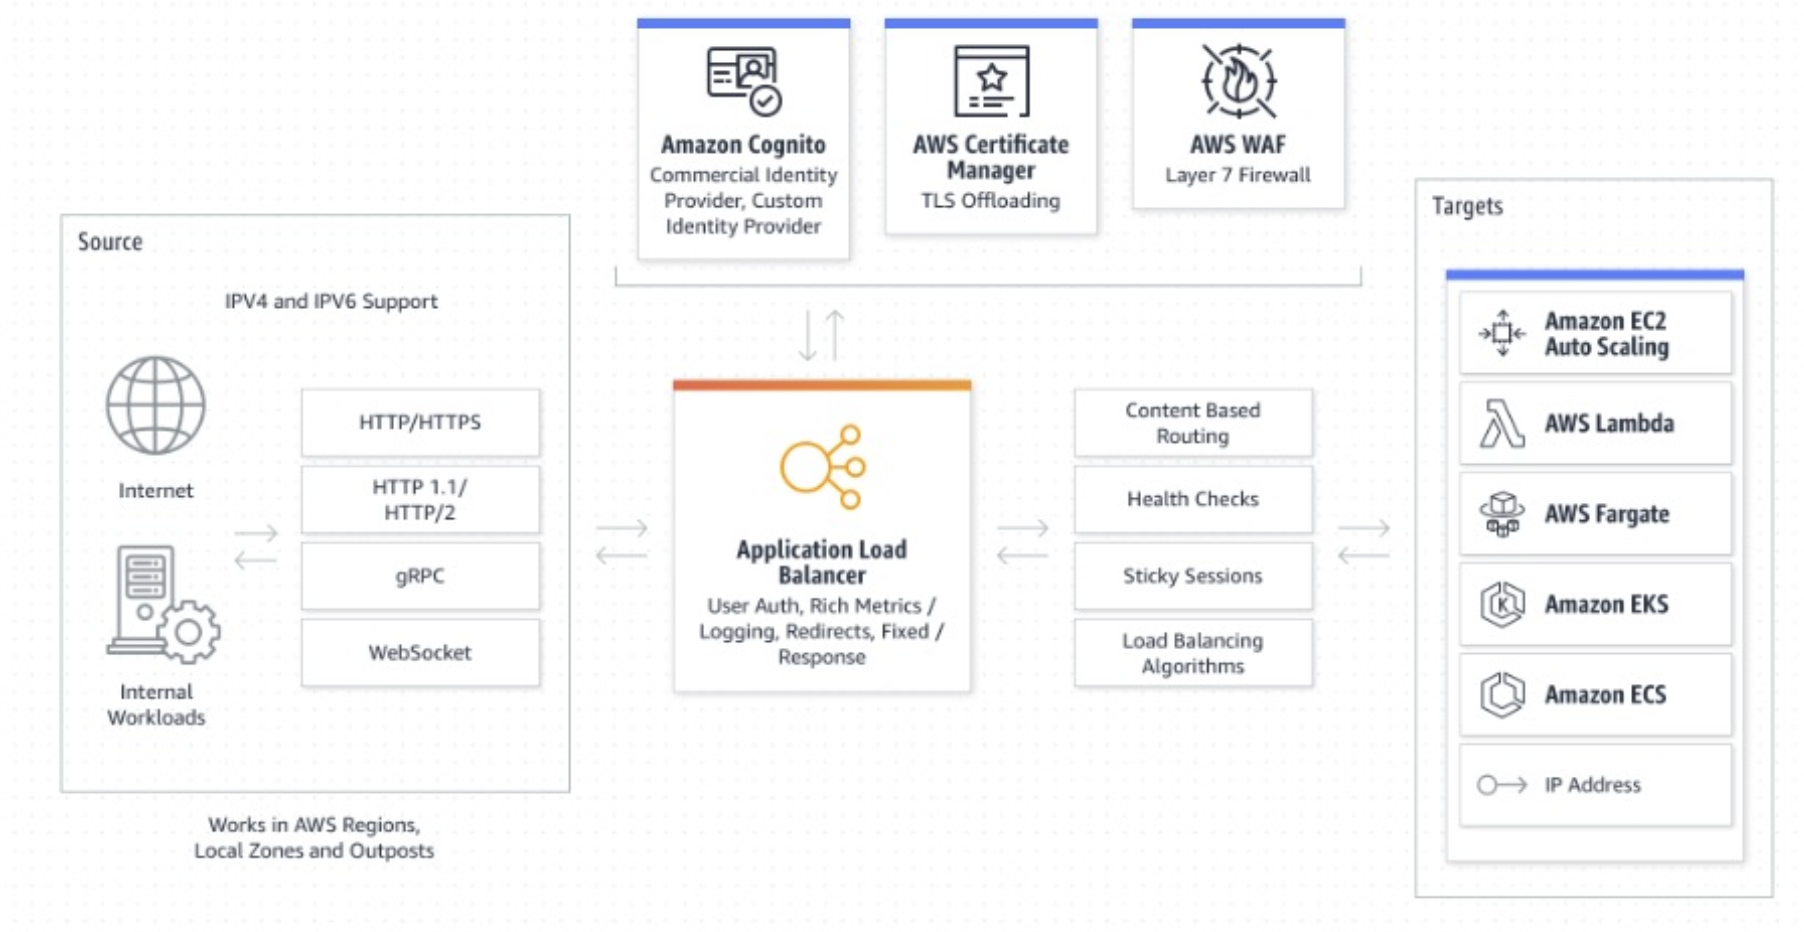 Amazon Cognito
Commercial Identity
Provider, Custom
Identity Provider
AWS Certificate
Manager
TLS Offloading
AWS WAF
Layer 7 Firewall
Source
IPV4 and IPV6 Support
Internet
Internal
Workloads
HTTP/HTTPS
HTTP 1.1/
HTTP/2
gRPC
WebSocket
Works in AWS Regions,
Local Zones and Outposts
Application Load
Balancer
User Auth, Rich Metrics /
Logging, Redirects, Fixed /
Response
Content Based
Routing
Health Checks
Sticky Sessions
Load Balancing
Algorithms
Targets
Amazon EC2
Auto Scaling
AWS Lambda
AWS Fargate
K
Amazon EKS
Amazon ECS
IP Address